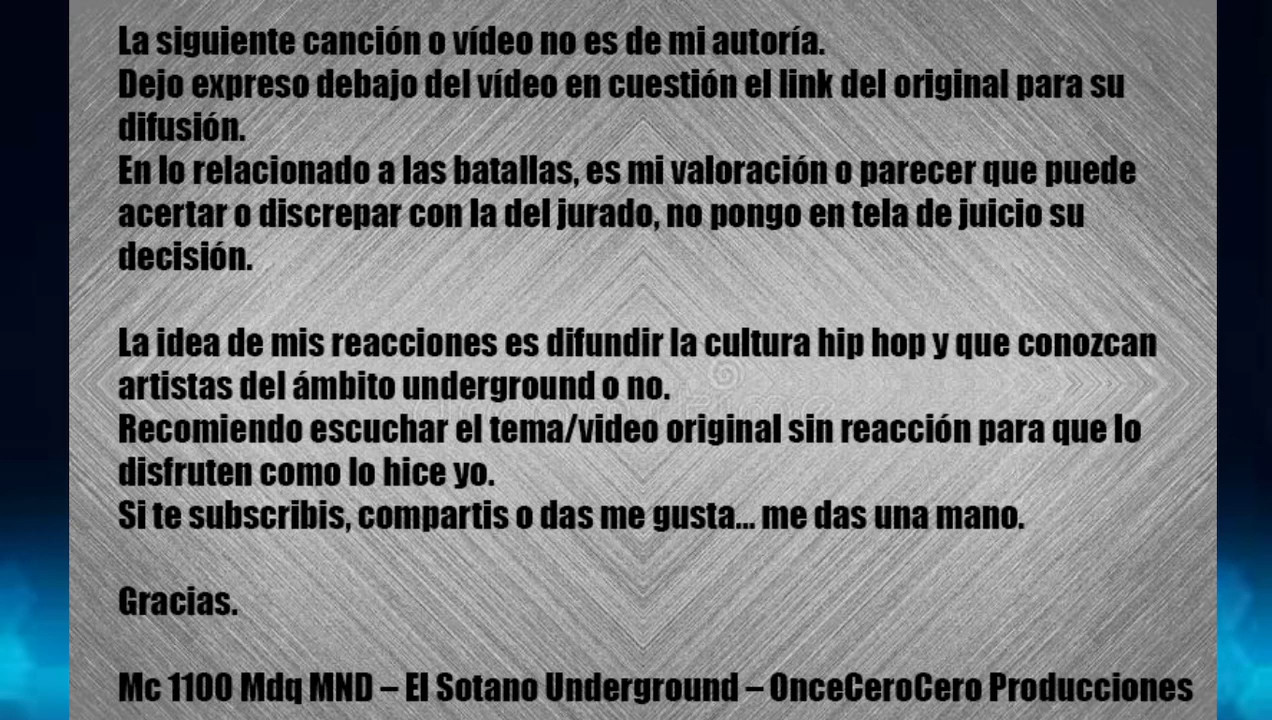 La siguiente canción o vídeo no es de mi autoría.
Dejo expreso debajo del vídeo en cuestión el link del original para su
difusión.
En lo relacionado a las batallas, es mi valoración o parecer que puede
acertar o discrepar con la del jurado, no pongo en tela de juicio su
decisión.
La idea de mis reacciones es difundir la cultura hip hop y que conozcan
artistas del ámbito underground o no.
Recomiendo escuchar el tema/video original sin reacción para que lo
disfruten como lo hice yo.
Si te subscribis, compartis o das me gusta... me das una mano.
Gracias.
Mc 1100 Mdq MND – El Sotano Underground – OnceCeroCero Producciones